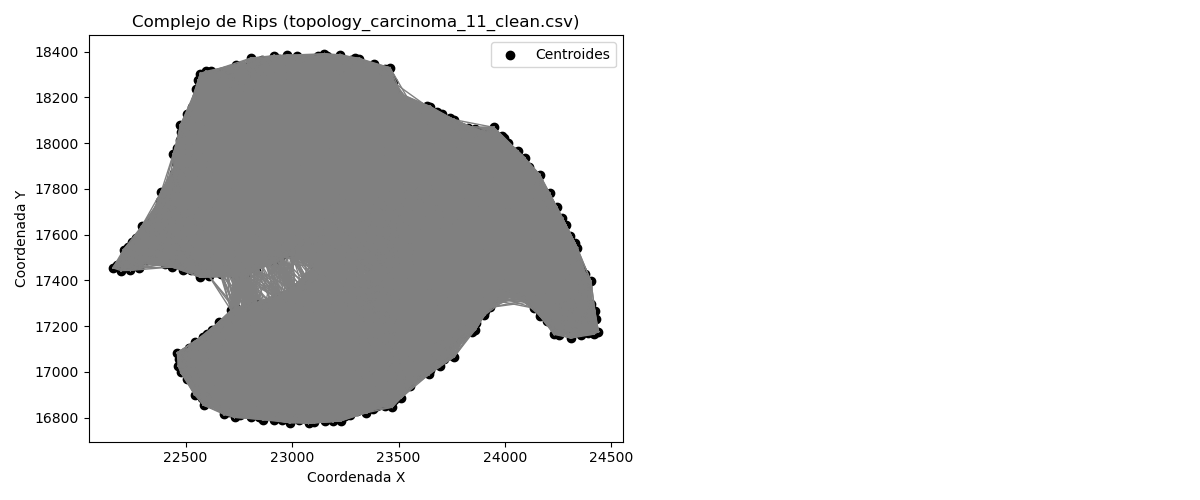 Complejo de Rips (topology_carcinoma_11_clean.csv)
Centroides
18400
18200
18000
17800
17600
17400
17200
17000
16800
Coordenada Y
22500 23000 23500 24000 24500
Coordenada X